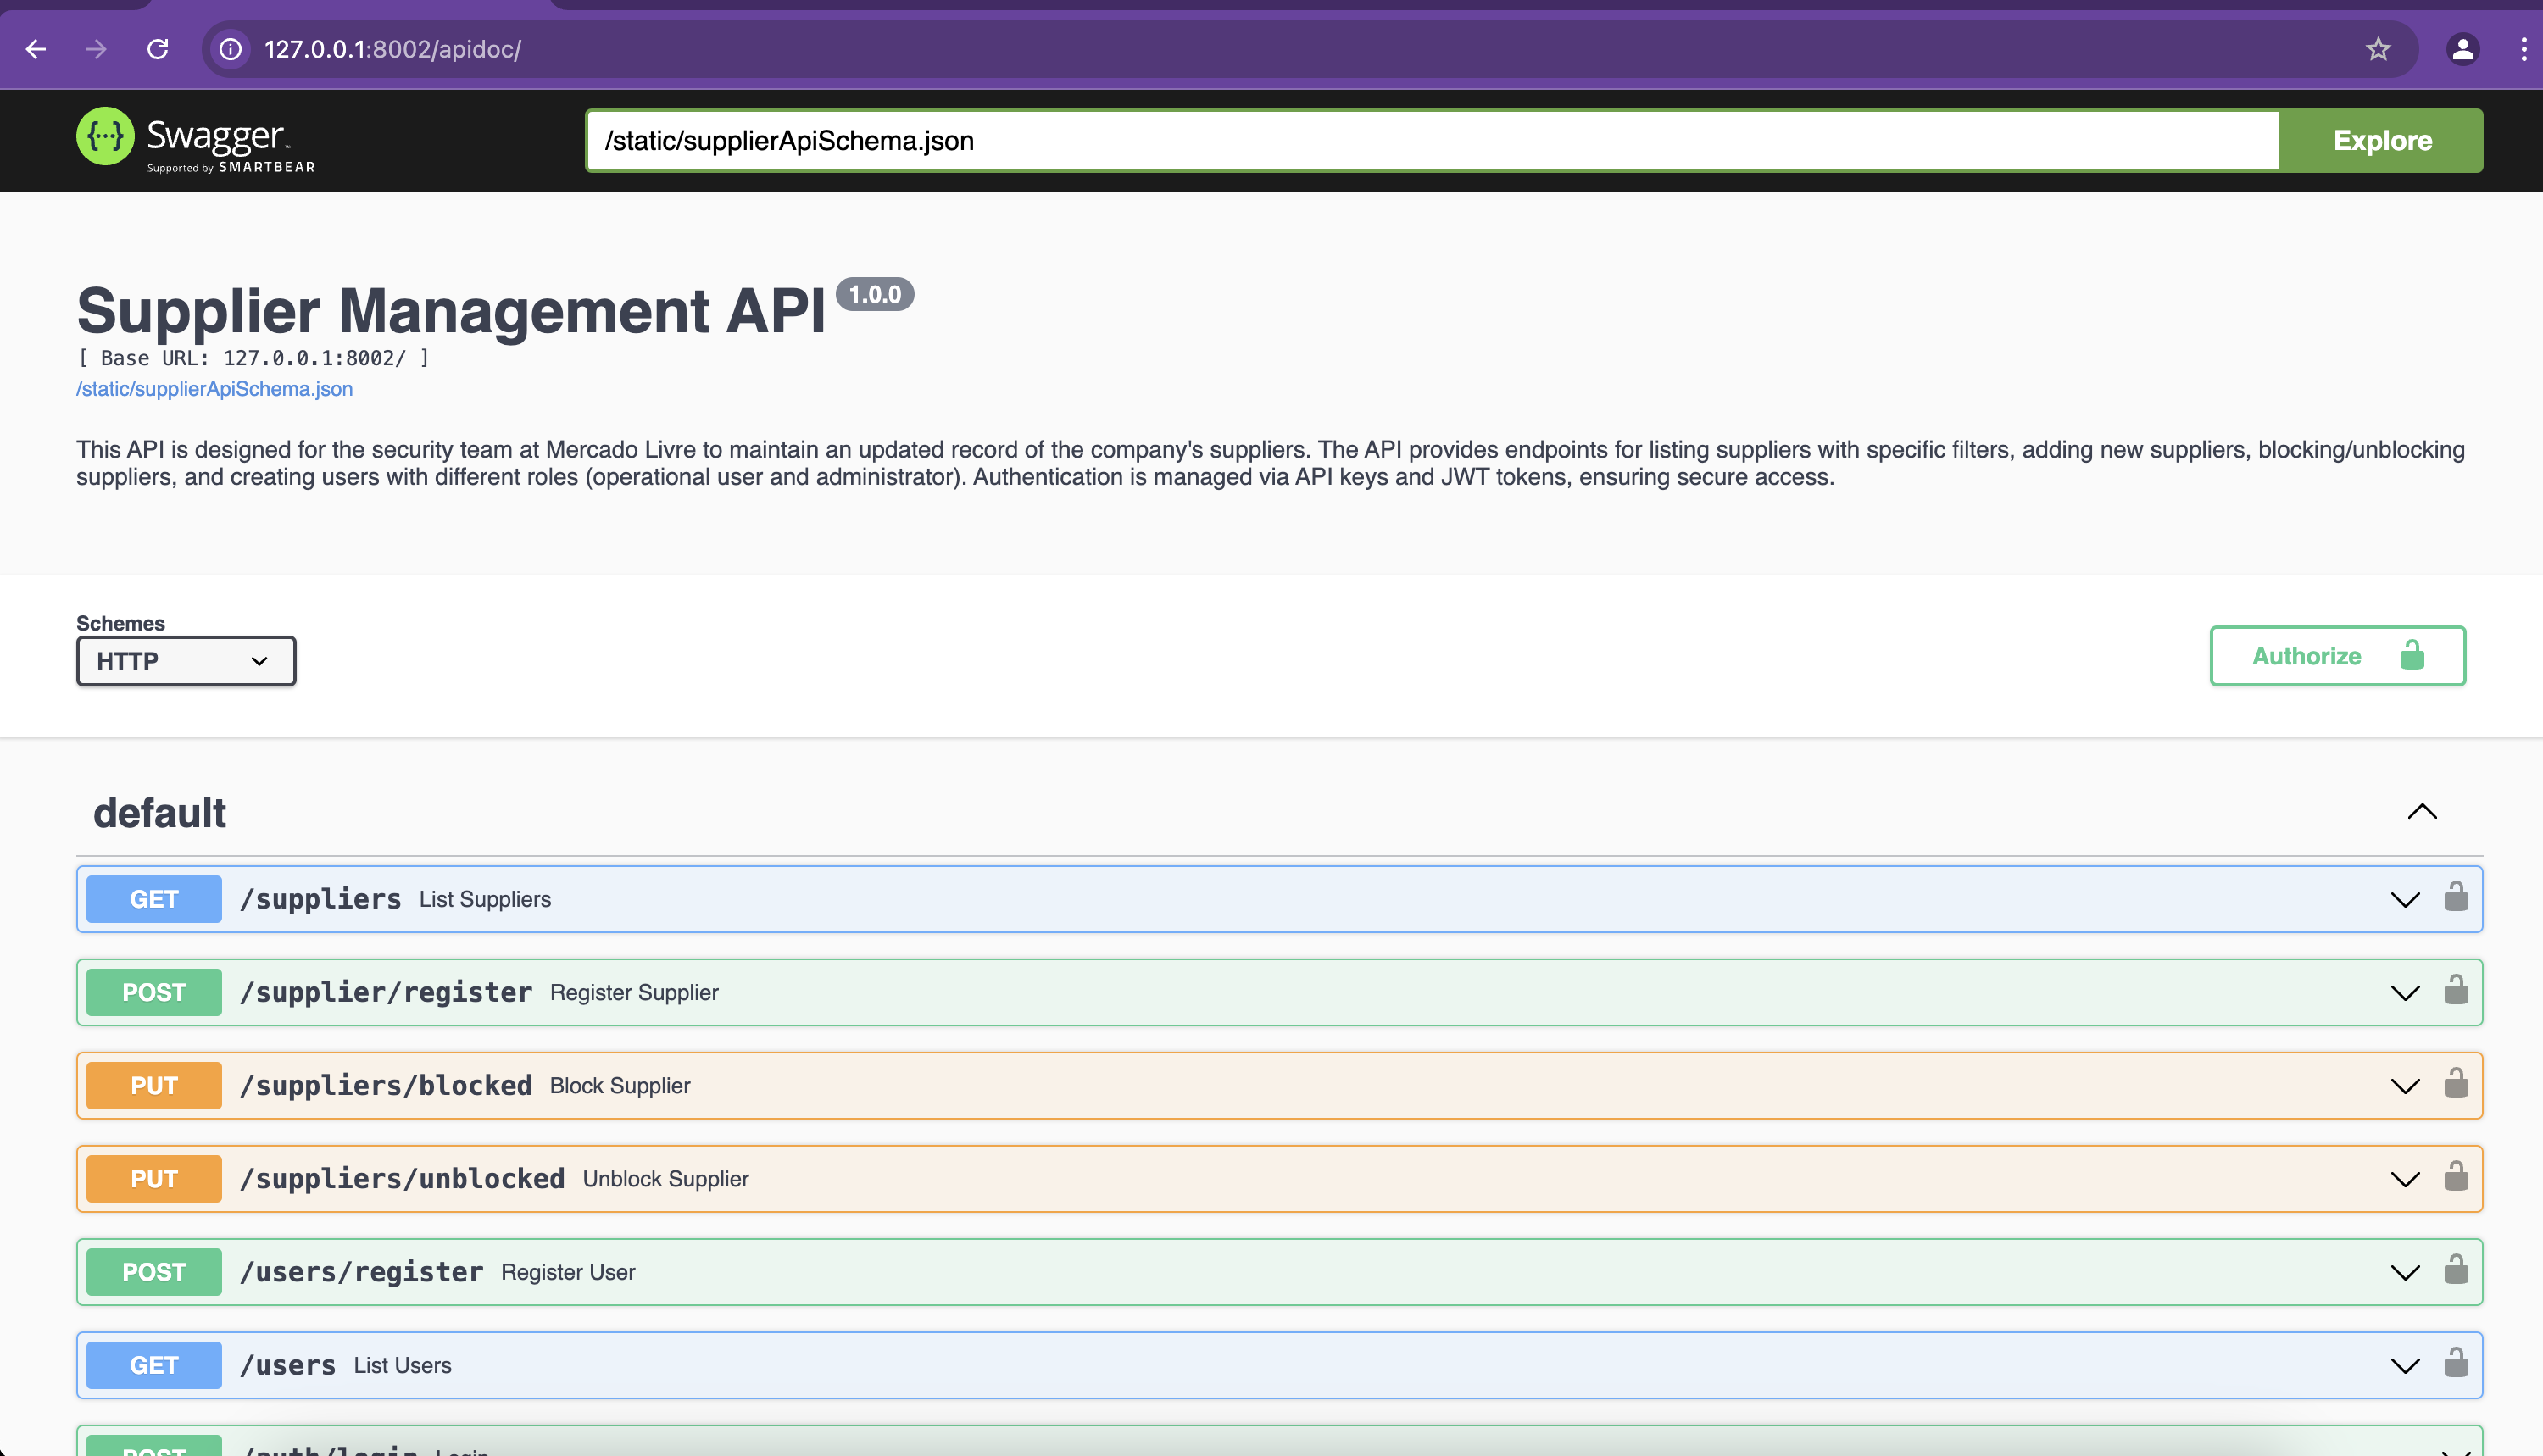 127.0.0.1:8002/apidoc/
{···} Swagger™
Supported by SMARTBEAR
/static/supplierApiSchema.json
Explore
Supplier Management API 1.0.0
[ Base URL: 127.0.0.1:8002/ ]
/static/supplierApiSchema.json
This API is designed for the security team at Mercado Livre to maintain an updated record of the company's suppliers. The API provides endpoints for listing suppliers with specific filters, adding new suppliers, blocking/unblocking
suppliers, and creating users with different roles (operational user and administrator). Authentication is managed via API keys and JWT tokens, ensuring secure access.
Schemes
HTTP
Authorize
default
GET /suppliers List Suppliers
POST /supplier/register Register Supplier
PUT /suppliers/blocked Block Supplier
PUT /suppliers/unblocked Unblock Supplier
POST /users/register Register User
GET /users List Users
POST /auth/login Login